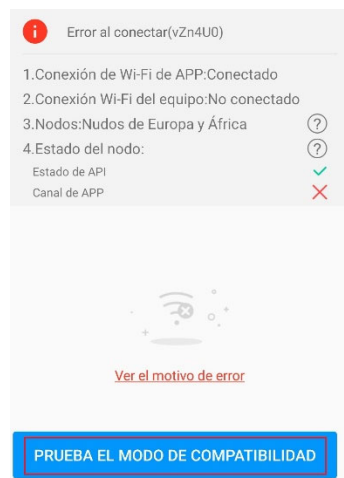 Error al conectar(vZn4U0)
1.Conexión de Wi-Fi de APP:Conectado
2.Conexión Wi-Fi del equipo:No conectado
3.Nodos:Nudos de Europa y África ?
4.Estado del nodo: ?
Estado de API
Canal de APP
Ver el motivo de error
PRUEBA EL MODO DE COMPATIBILIDAD